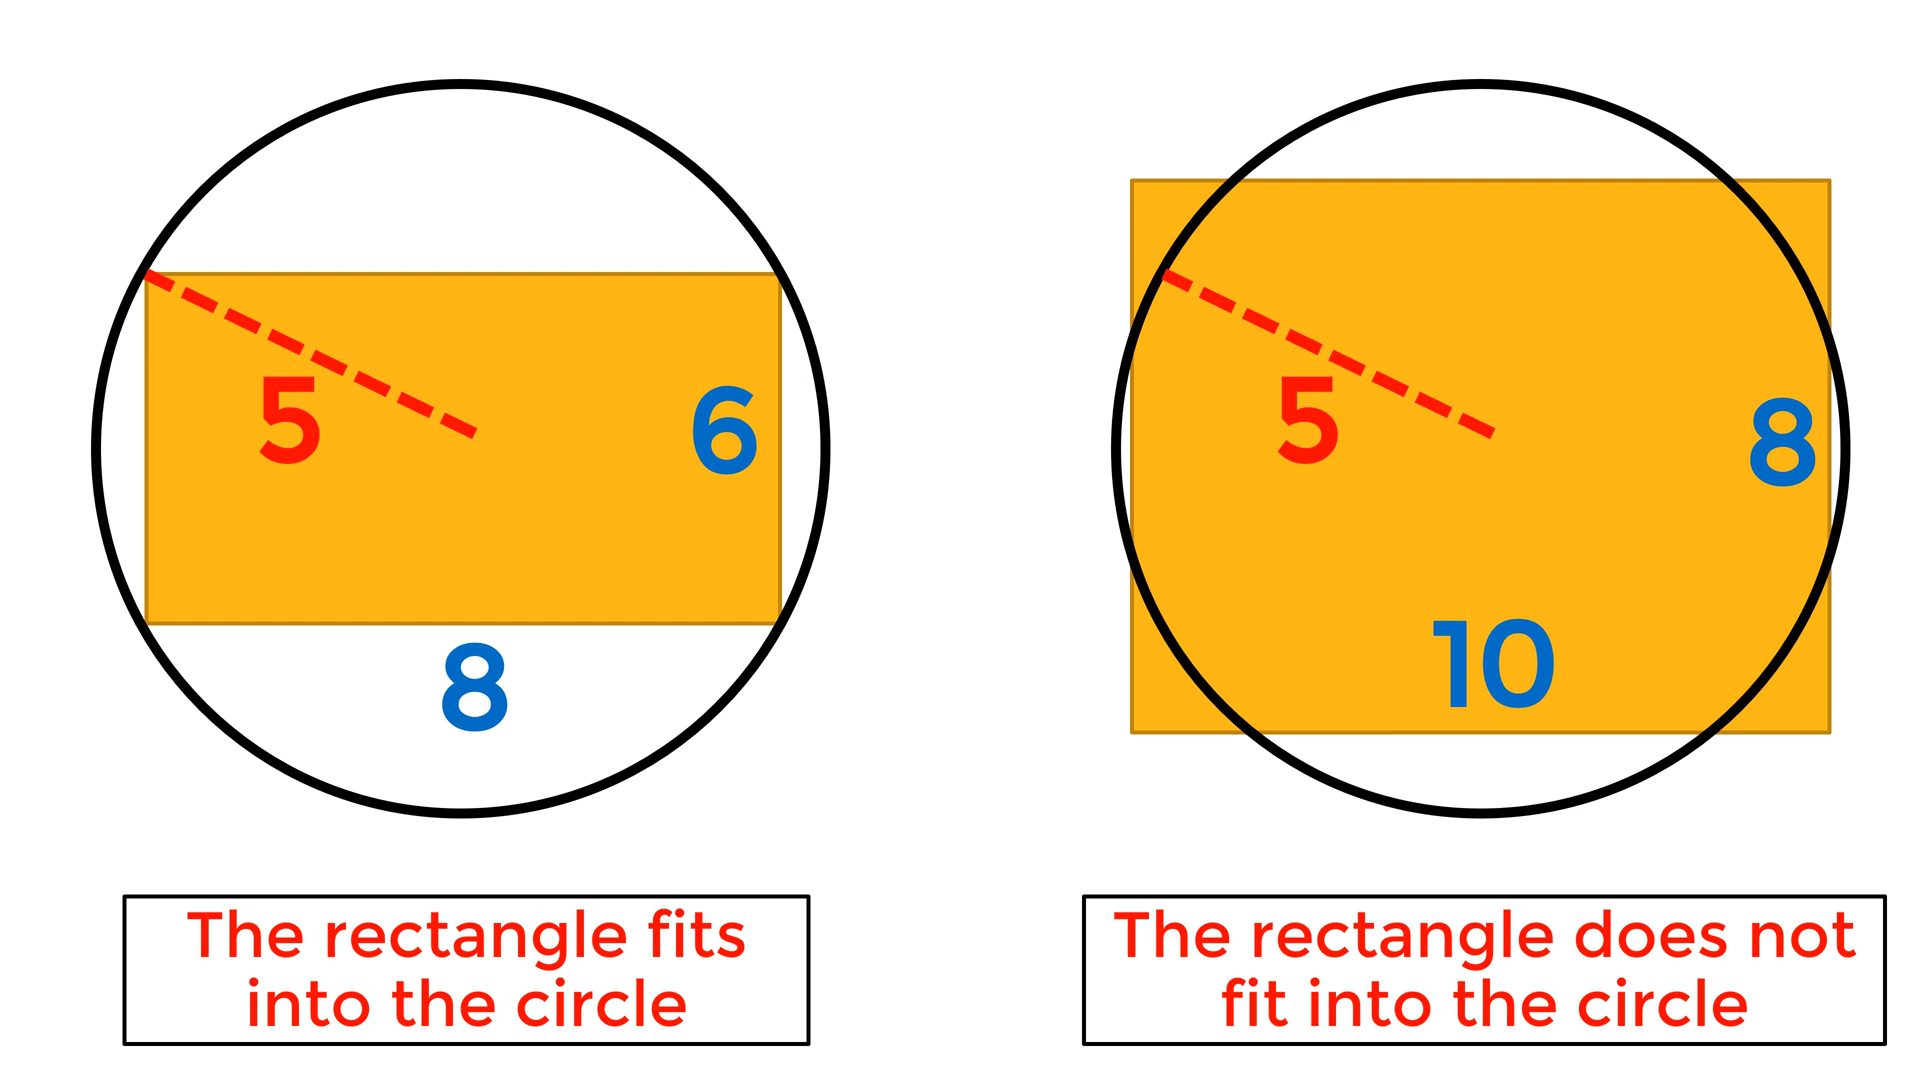 5
6
8
5
8
10
The rectangle fits
into the circle
The rectangle does not
fit into the circle